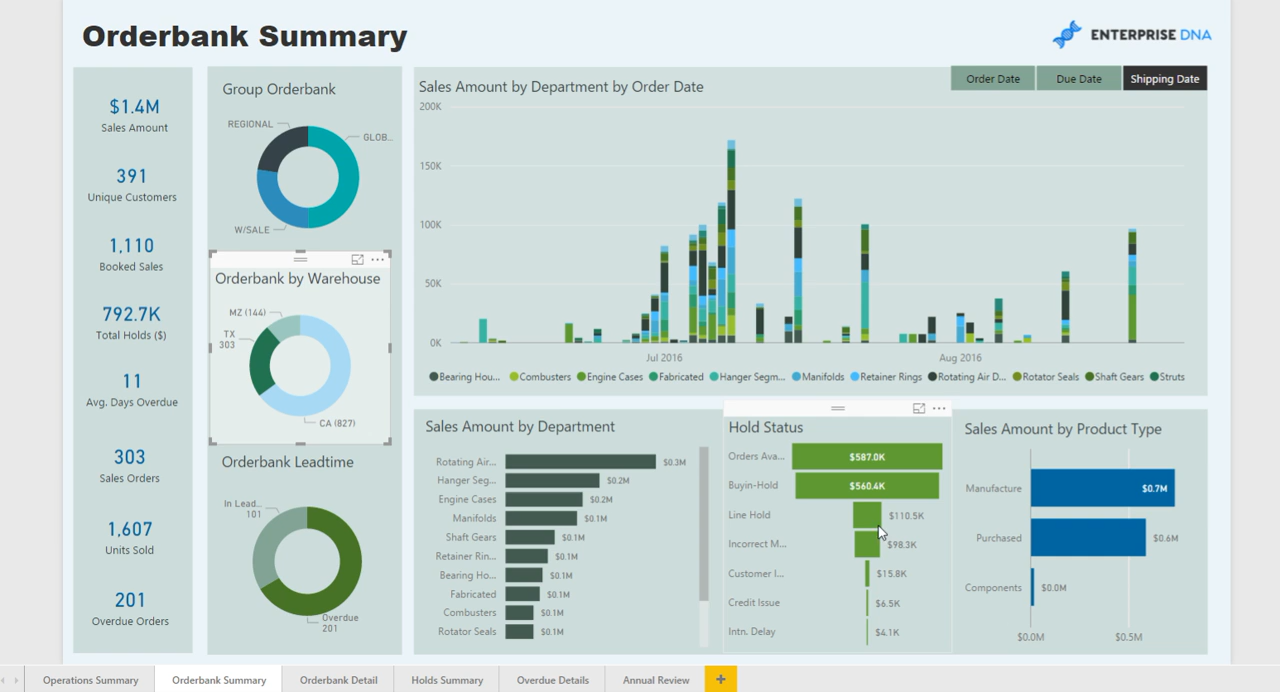 Orderbank Summary
ENTERPRISE DNA
$1.4M
Sales Amount
391
Unique Customers
1,110
Booked Sales
792.7K
Total Holds ($)
11
Avg. Days Overdue
303
Sales Orders
1,607
Units Sold
201
Overdue Orders
Group Orderbank
REGIONAL
GLOB...
W/SALE
Orderbank by Warehouse
MZ (144)
TX
303
CA (827)
Orderbank Leadtime
In Lead...
101
Overdue
201
Sales Amount by Department by Order Date
Order Date
Due Date
Shipping Date
200K
150K
100K
50K
0K
Jul 2016
Aug 2016
Bearing Hou...
Combusters
Engine Cases
Fabricated
Hanger Segm...
Manifolds
Retainer Rings
Rotating Air D...
Rotator Seals
Shaft Gears
Struts
Sales Amount by Department
Rotating Air... $0.3M
Hanger Seg... $0.2M
Engine Cases $0.2M
Manifolds $0.1M
Shaft Gears $0.1M
Retainer Rin... $0.1M
Bearing Ho... $0.1M
Fabricated $0.1M
Combusters $0.1M
Rotator Seals $0.1M
Hold Status
Orders Ava... $587.0K
Buyin-Hold $560.4K
Line Hold $110.5K
Incorrect M... $98.3K
Customer I... $15.8K
Credit Issue $6.5K
Intn. Delay $4.1K
Sales Amount by Product Type
Manufacture $0.7M
Purchased $0.6M
Components $0.0M
$0.0M $0.5M
Operations Summary
Orderbank Summary
Orderbank Detail
Holds Summary
Overdue Details
Annual Review
+